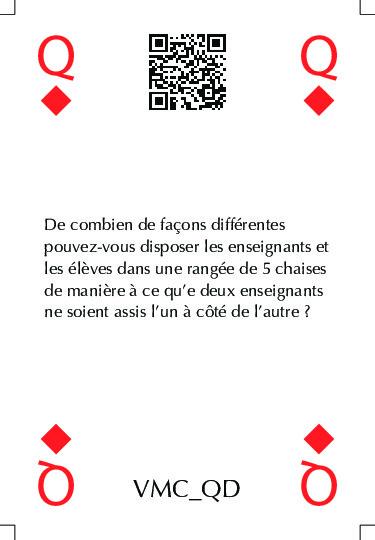 Q Q
De combien de façons différentes
pouvez-vous disposer les enseignants et
les élèves dans une rangée de 5 chaises
de manière à ce qu’e deux enseignants
ne soient assis l’un à côté de l’autre ?
Q VMC_QD Q